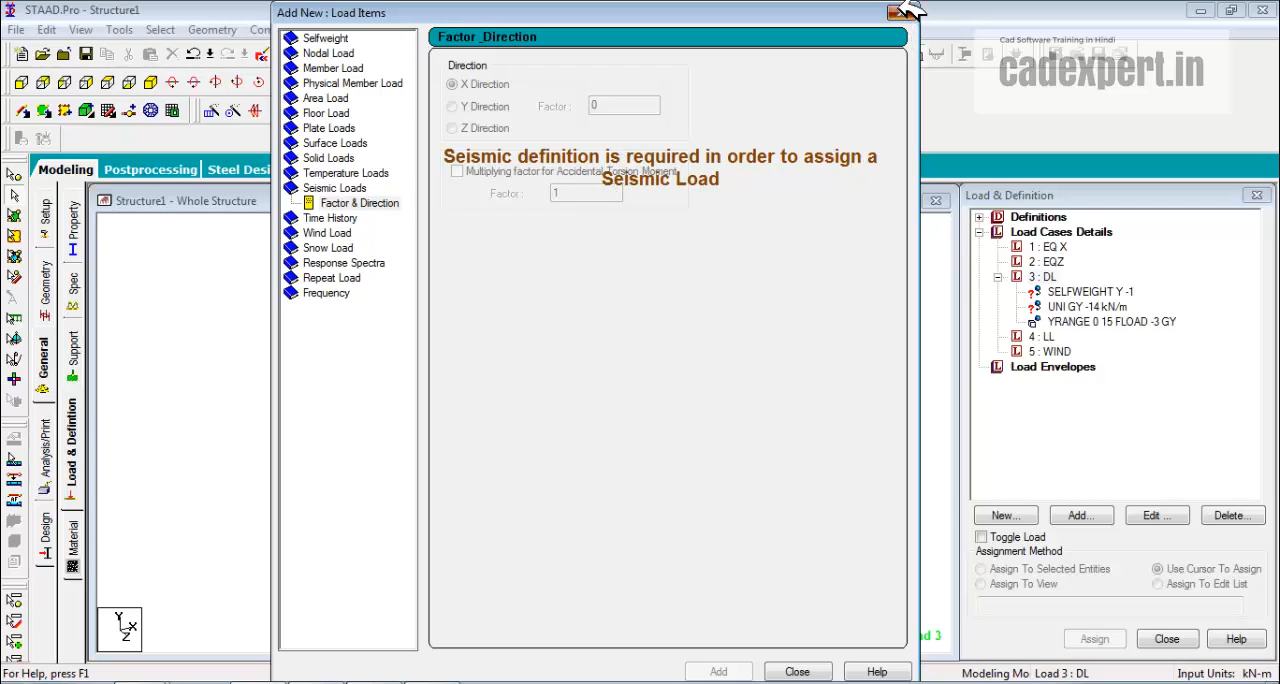 STAAD.Pro - Structure1
File Edit View Tools Select Geometry
Modeling Postprocessing
Structure1 - Whole Structure
Setup
Geometry
General
Analysis/Print
Design
Property
Spec
Support
Load & Definition
Material
Y
X
Z
For Help, press F1
Add New : Load Items
Selfweight
Nodal Load
Member Load
Physical Member Load
Area Load
Floor Load
Plate Loads
Surface Loads
Solid Loads
Temperature Loads
Seismic Loads
Factor & Direction
Time History
Wind Load
Snow Load
Response Spectra
Repeat Load
Frequency
Factor _Direction
Direction
X Direction
Y Direction Factor : 0
Z Direction
Seismic definition is required in order to assign a
Seismic Load
Multiplying factor for Accidental Torsion Moment
Factor : 1
Add Close Help
Cad Software Training in Hindi
cadexpert.in
Load & Definition
Definitions
Load Cases Details
1 : EQ X
2 : EQZ
3 : DL
SELFWEIGHT Y -1
UNI GY -14 kN/m
YRANGE 0 15 FLOAD -3 GY
4 : LL
5 : WIND
Load Envelopes
New... Add... Edit ... Delete...
Toggle Load
Assignment Method
Assign To Selected Entities Use Cursor To Assign
Assign To View Assign To Edit List
Assign Close Help
Load 3 : DL Input Units: kN-m